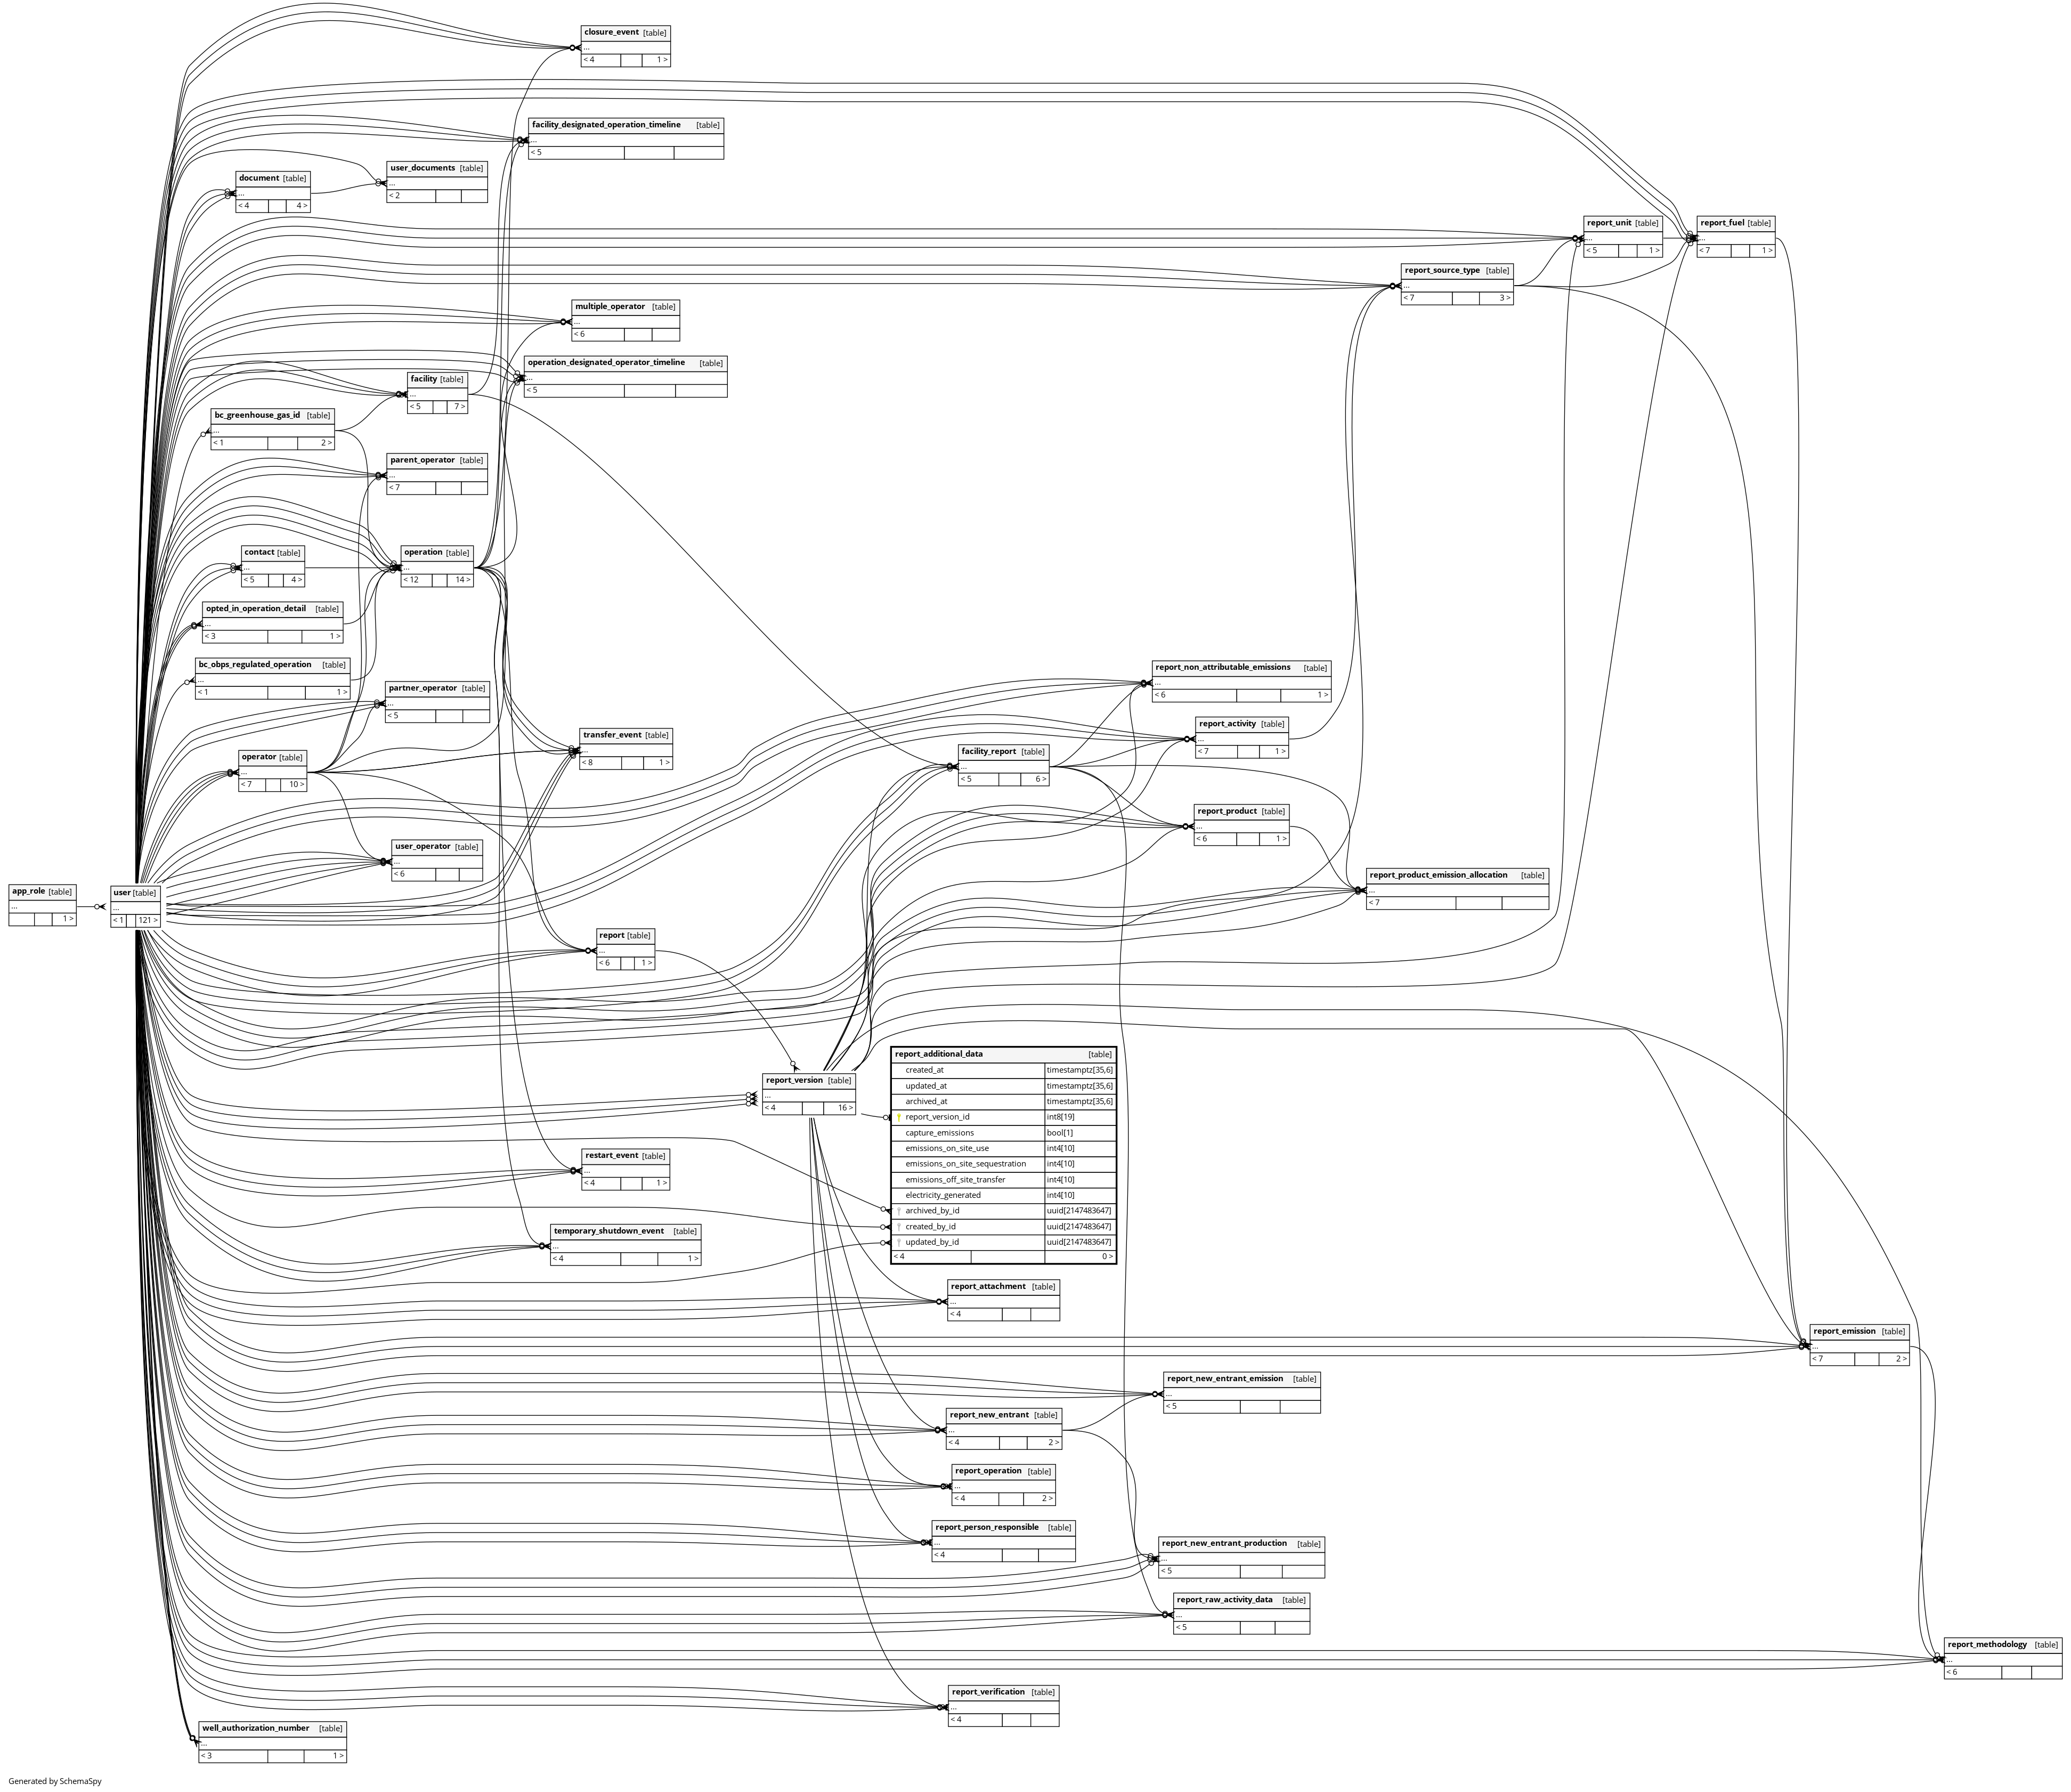 closure_event [table]
...
< 4 1 >
facility_designated_operation_timeline [table]
...
< 5
user_documents [table]
...
< 2
document [table]
...
< 4 4 >
report_unit [table]
...
< 5 1 >
report_fuel [table]
...
< 7 1 >
report_source_type [table]
...
< 7 3 >
multiple_operator [table]
...
< 6
operation_designated_operator_timeline [table]
...
< 5
facility [table]
...
< 5 7 >
bc_greenhouse_gas_id [table]
...
< 1 2 >
parent_operator [table]
...
< 7
operation [table]
...
< 12 14 >
contact [table]
...
< 5 4 >
opted_in_operation_detail [table]
...
< 3 1 >
bc_obps_regulated_operation [table]
...
< 1 1 >
partner_operator [table]
...
< 5
report_non_attributable_emissions [table]
...
< 6 1 >
report_activity [table]
...
< 7 1 >
transfer_event [table]
...
< 8 1 >
facility_report [table]
...
< 5 6 >
operator [table]
...
< 7 10 >
report_product [table]
...
< 6 1 >
user_operator [table]
...
< 6
report_product_emission_allocation [table]
...
< 7
app_role [table]
...
1 >
user [table]
...
< 1 121 >
report [table]
...
< 6 1 >
report_version [table]
...
< 4 16 >
report_additional_data [table]
created_at timestamptz[35,6]
updated_at timestamptz[35,6]
archived_at timestamptz[35,6]
report_version_id int8[19]
capture_emissions bool[1]
emissions_on_site_use int4[10]
emissions_on_site_sequestration int4[10]
emissions_off_site_transfer int4[10]
electricity_generated int4[10]
archived_by_id uuid[2147483647]
created_by_id uuid[2147483647]
updated_by_id uuid[2147483647]
< 4 0 >
restart_event [table]
...
< 4 1 >
temporary_shutdown_event [table]
...
< 4 1 >
report_attachment [table]
...
< 4
report_emission [table]
...
< 7 2 >
report_new_entrant_emission [table]
...
< 5
report_new_entrant [table]
...
< 4 2 >
report_operation [table]
...
< 4 2 >
report_person_responsible [table]
...
< 4
report_new_entrant_production [table]
...
< 5
report_raw_activity_data [table]
...
< 5
report_methodology [table]
...
< 6
report_verification [table]
...
< 4
well_authorization_number [table]
...
< 3 1 >
Generated by SchemaSpy